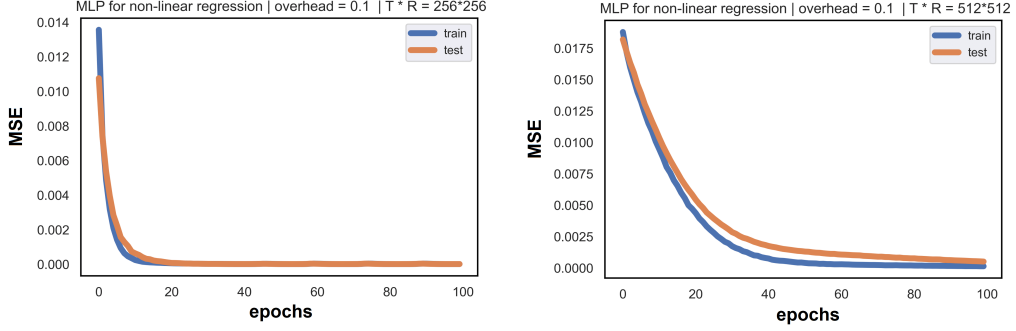 MLP for non-linear regression | overhead = 0.1 | T * R = 256*256
0.014
0.012
0.010
0.008
0.006
0.004
0.002
0.000
MSE
train
test
0 20 40 60 80 100
epochs
MLP for non-linear regression | overhead = 0.1 | T * R = 512*512
0.0175
0.0150
0.0125
0.0100
0.0075
0.0050
0.0025
0.0000
MSE
train
test
0 20 40 60 80 100
epochs